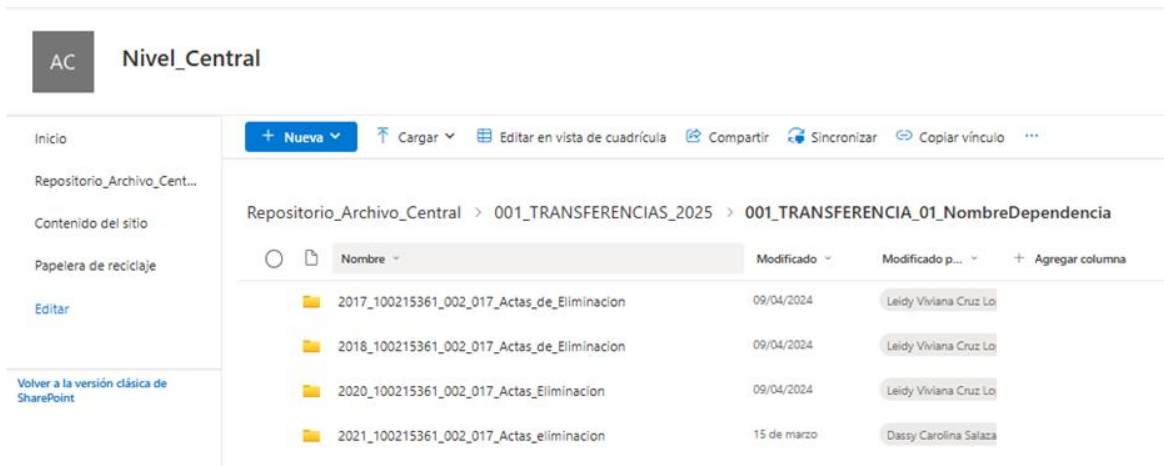 AC
Nivel_Central
Inicio
Repositorio_Archivo_Cent...
Contenido del sitio
Papelera de reciclaje
Editar
Volver a la versión clásica de
SharePoint
+ Nueva Cargar Editar en vista de cuadrícula Compartir Sincronizar Copiar vínculo ...
Repositorio_Archivo_Central > 001_TRANSFERENCIAS_2025 > 001_TRANSFERENCIA_01_NombreDependencia
Nombre Modificado Modificado p... + Agregar columna
2017_100215361_002_017_Actas_de_Eliminacion 09/04/2024 Leidy Viviana Cruz Lo
2018_100215361_002_017_Actas_de_Eliminacion 09/04/2024 Leidy Viviana Cruz Lo
2020_100215361_002_017_Actas_Eliminacion 09/04/2024 Leidy Viviana Cruz Lo
2021_100215361_002_017_Actas_eliminacion 15 de marzo Dassy Carolina Salaza